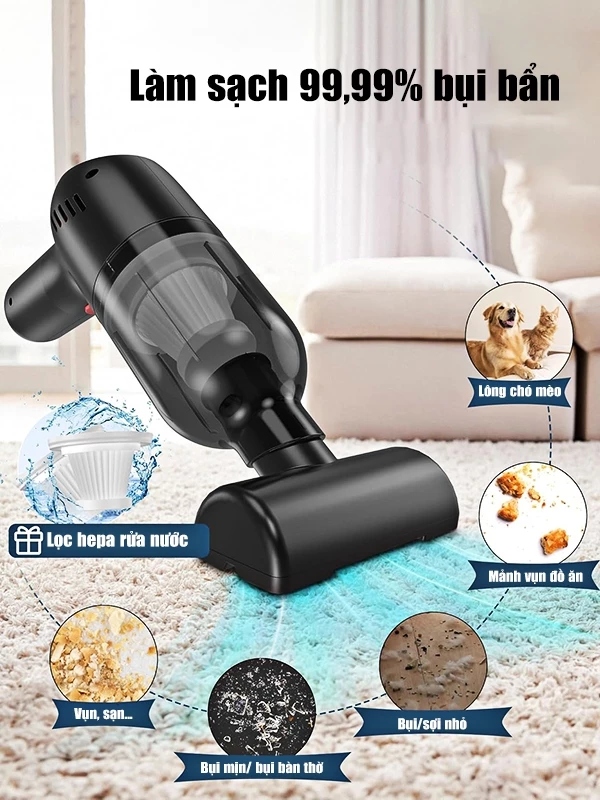 Làm sạch 99,99% bụi bẩn
Lông chó mèo
Lọc hepa rửa nước
Mảnh vụn đồ ăn
Vụn, sạn...
Bụi/sợi nhỏ
Bụi mịn/ bụi bàn thờ